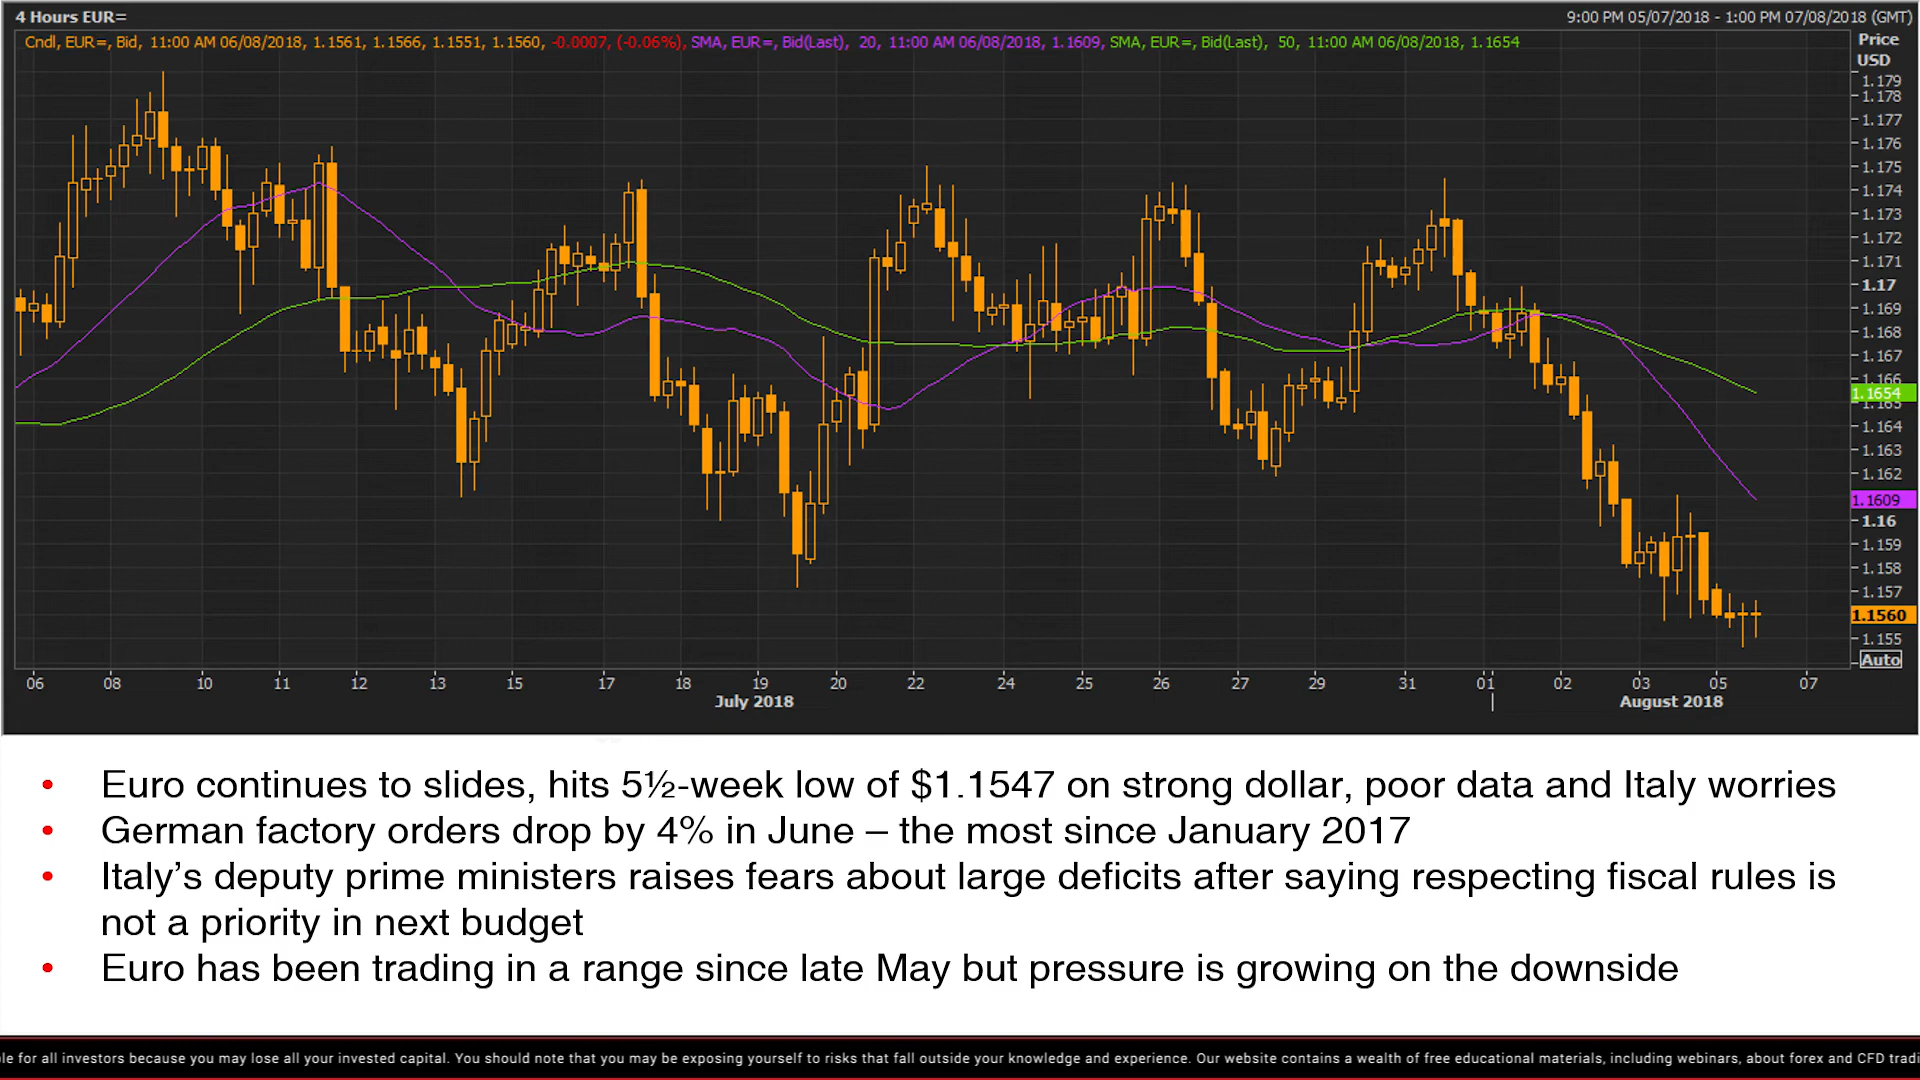 4 Hours EUR=
9:00 PM 05/07/2018 - 1:00 PM 07/08/2018 (GMT)
Cndl, EUR=, Bid, 11:00 AM 06/08/2018, 1.1561, 1.1566, 1.1551, 1.1560, -0.0007, (-0.06%), SMA, EUR=, Bid(Last), 20, 11:00 AM 06/08/2018, 1.1609, SMA, EUR=, Bid(Last), 50, 11:00 AM 06/08/2018, 1.1654
Price
USD
1.179
1.178
1.177
1.176
1.175
1.174
1.173
1.172
1.171
1.17
1.169
1.168
1.167
1.166
1.1654
1.165
1.164
1.163
1.162
1.1609
1.16
1.159
1.158
1.157
1.1560
1.155
Auto
06 08 10 11 12 13 15 17 18 19 20 22 24 25 26 27 29 31 01 02 03 05 07
July 2018 August 2018
• Euro continues to slides, hits 5½-week low of $1.1547 on strong dollar, poor data and Italy worries
• German factory orders drop by 4% in June – the most since January 2017
• Italy’s deputy prime ministers raises fears about large deficits after saying respecting fiscal rules is
not a priority in next budget
• Euro has been trading in a range since late May but pressure is growing on the downside
le for all investors because you may lose all your invested capital. You should note that you may be exposing yourself to risks that fall outside your knowledge and experience. Our website contains a wealth of free educational materials, including webinars, about forex and CFD tradi